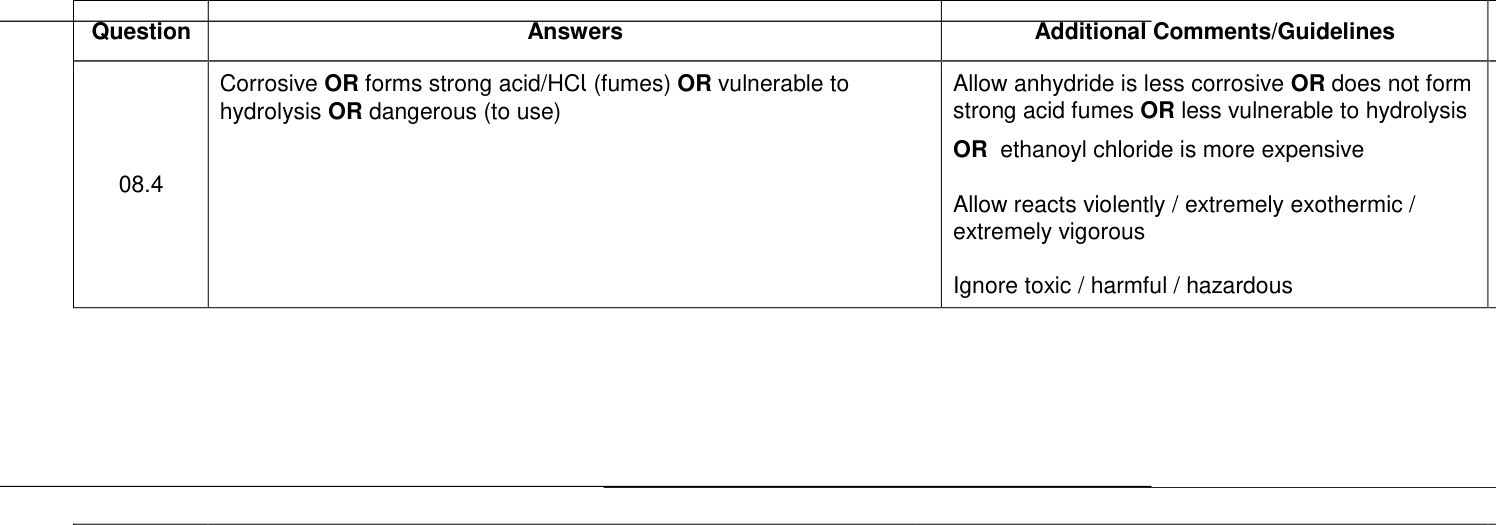 Question Answers Additional Comments/Guidelines
08.4
Corrosive OR forms strong acid/HCl (fumes) OR vulnerable to
hydrolysis OR dangerous (to use)
Allow anhydride is less corrosive OR does not form
strong acid fumes OR less vulnerable to hydrolysis
OR ethanoyl chloride is more expensive
Allow reacts violently / extremely exothermic /
extremely vigorous
Ignore toxic / harmful / hazardous